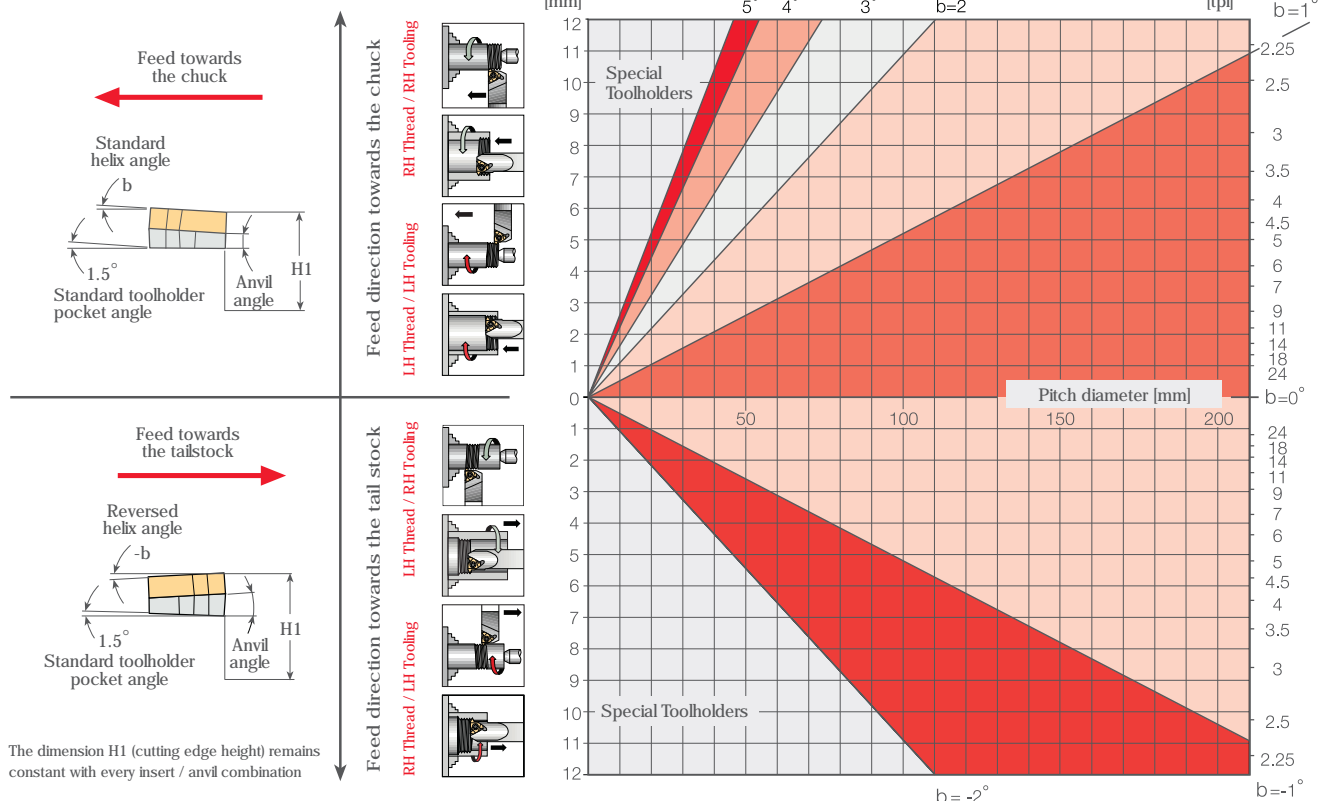 Feed towards
the chuck
Standard
helix angle
b
1.5°
Standard toolholder
pocket angle
Anvil
angle
H1
Feed towards
the tailstock
Reversed
helix angle
-b
1.5°
Standard toolholder
pocket angle
Anvil
angle
H1
The dimension H1 (cutting edge height) remains
constant with every insert / anvil combination
Feed direction towards the chuck
RH Thread / RH Tooling
LH Thread / LH Tooling
Feed direction towards the tail stock
LH Thread / RH Tooling
RH Thread / LH Tooling
[mm]
5°
4°
3°
b=2
[tpi]
b=1°
12
11
10
9
8
7
6
5
4
3
2
1
0
1
2
3
4
5
6
7
8
9
10
11
12
Special
Toolholders
Pitch diameter [mm]
50
100
150
200
Special Toolholders
2.25
2.5
3
3.5
4
4.5
5
6
7
9
11
14
18
24
b=0°
24
18
14
11
9
7
6
5
4.5
4
3.5
3
2.5
2.25
b = -2°
b=-1°